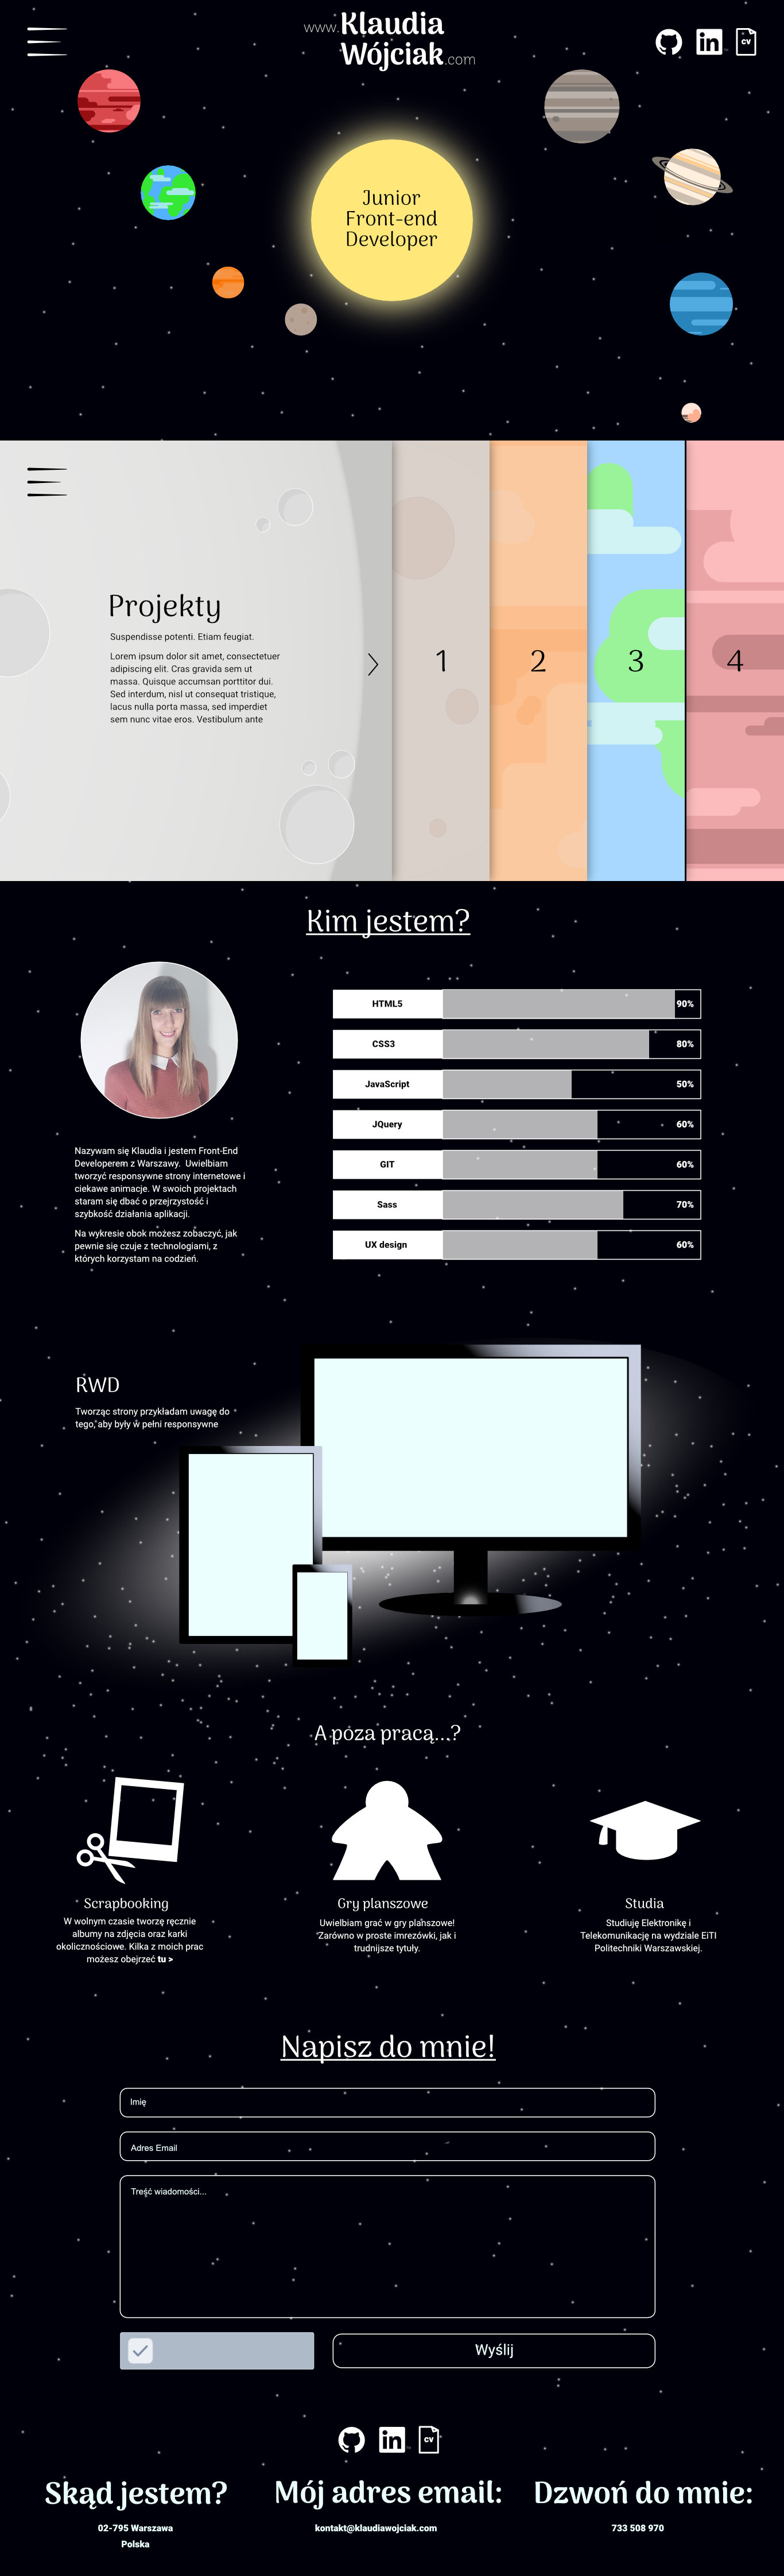 www.Klaudia
Wójciak.com
cv
Junior
Front-end
Developer
Projekty
Suspendisse potenti. Etiam feugiat.
Lorem ipsum dolor sit amet, consectetuer
adipiscing elit. Cras gravida sem ut
massa. Quisque accumsan porttitor dui.
Sed interdum, nisl ut consequat tristique,
lacus nulla porta massa, sed imperdiet
sem nunc vitae eros. Vestibulum ante
1
2
3
4
Kim jestem?
HTML5 90%
CSS3 80%
JavaScript 50%
JQuery 60%
GIT 60%
Sass 70%
UX design 60%
Nazywam się Klaudia i jestem Front-End
Developerem z Warszawy. Uwielbiam
tworzyć responsywne strony internetowe i
ciekawe animacje. W swoich projektach
staram się dbać o przejrzystość i
szybkość działania aplikacji.
Na wykresie obok możesz zobaczyć, jak
pewnie się czuje z technologiami, z
których korzystam na codzień.
RWD
Tworząc strony przykładam uwagę do
tego, aby były w pełni responsywne
A poza pracą...?
Scrapbooking
W wolnym czasie tworzę ręcznie
albumy na zdjęcia oraz karki
okolicznościowe. Kilka z moich prac
możesz obejrzeć tu >
Gry planszowe
Uwielbiam grać w gry planszowe!
Zarówno w proste imrezówki, jak i
trudnijsze tytuły.
Studia
Studiuję Elektronikę i
Telekomunikację na wydziale EiTI
Politechniki Warszawskiej.
Napisz do mnie!
Imię
Adres Email
Treść wiadomości...
Wyślij
in
cv
Skąd jestem?
02-795 Warszawa
Polska
Mój adres email:
kontakt@klaudiawojciak.com
Dzwoń do mnie:
733 508 970